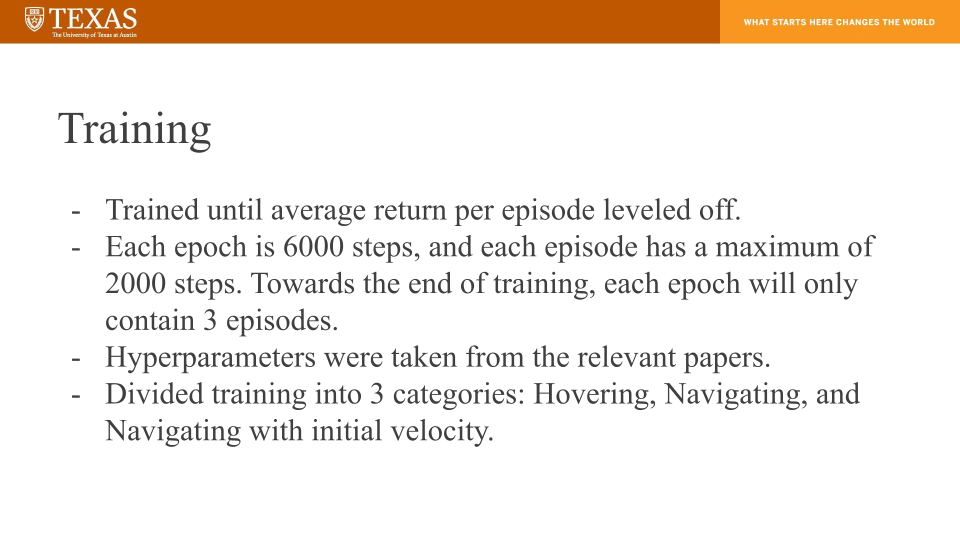 TEXAS
The University of Texas at Austin
WHAT STARTS HERE CHANGES THE WORLD
Training
- Trained until average return per episode leveled off.
- Each epoch is 6000 steps, and each episode has a maximum of
2000 steps. Towards the end of training, each epoch will only
contain 3 episodes.
- Hyperparameters were taken from the relevant papers.
- Divided training into 3 categories: Hovering, Navigating, and
Navigating with initial velocity.